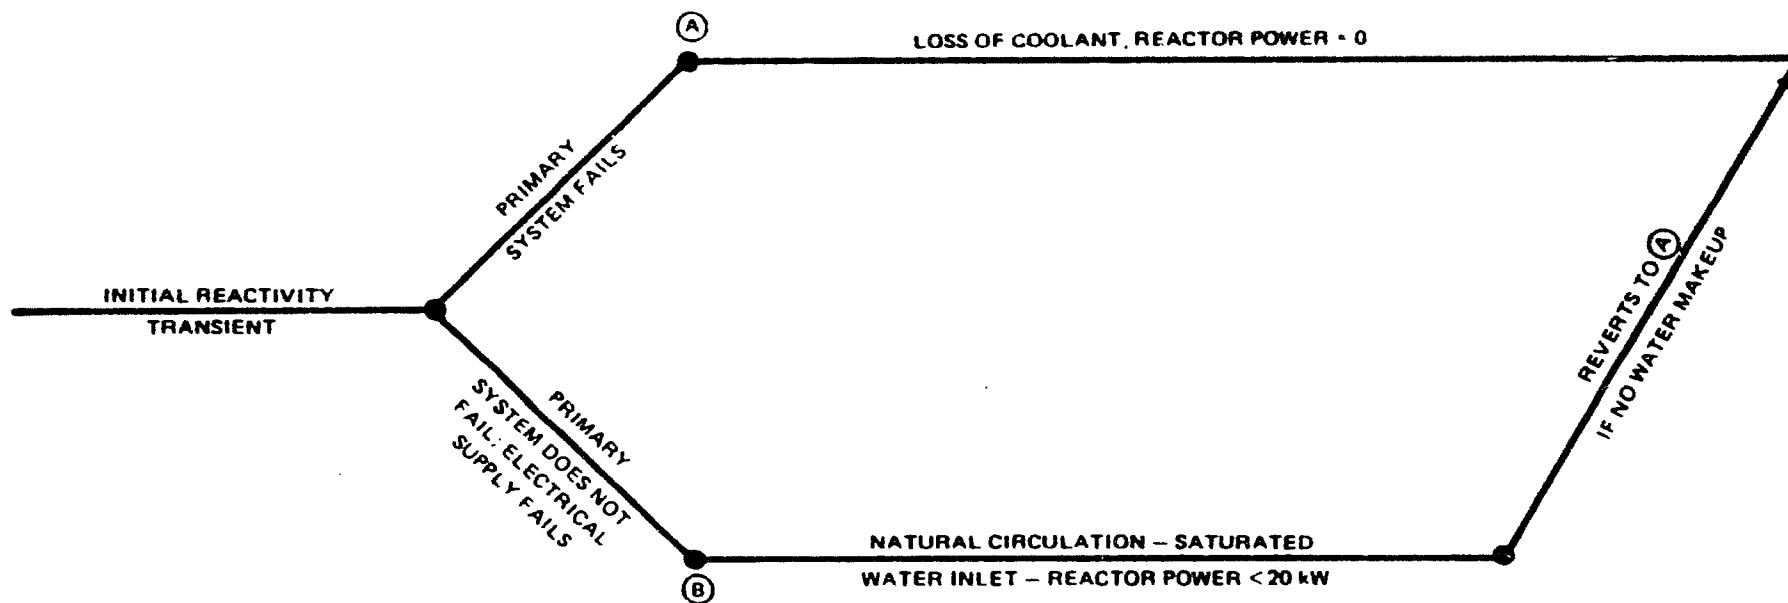 Ⓐ
LOSS OF COOLANT, REACTOR POWER = 0
PRIMARY
SYSTEM FAILS
INITIAL REACTIVITY
TRANSIENT
REVERTS TO Ⓐ
IF NO WATER MAKEUP
PRIMARY
SYSTEM DOES NOT
FAIL; ELECTRICAL
SUPPLY FAILS
NATURAL CIRCULATION – SATURATED
WATER INLET – REACTOR POWER < 20 kW
Ⓑ